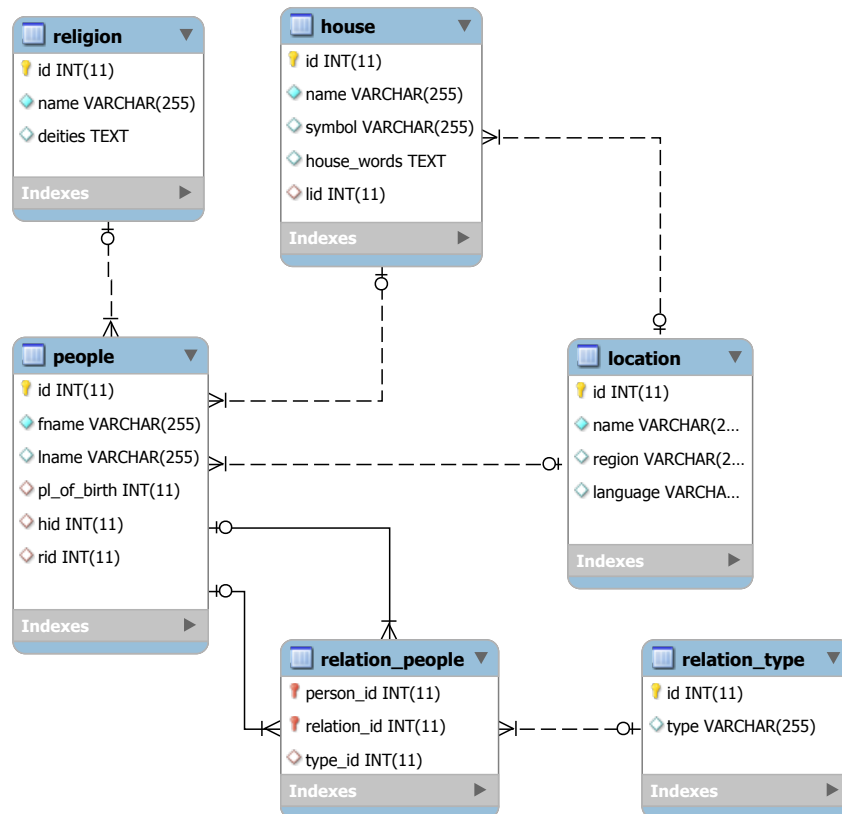 religion
id INT(11)
name VARCHAR(255)
deities TEXT
Indexes
house
id INT(11)
name VARCHAR(255)
symbol VARCHAR(255)
house_words TEXT
lid INT(11)
Indexes
people
id INT(11)
fname VARCHAR(255)
lname VARCHAR(255)
pl_of_birth INT(11)
hid INT(11)
rid INT(11)
Indexes
location
id INT(11)
name VARCHAR(2...
region VARCHAR(2...
language VARCHA...
Indexes
relation_people
person_id INT(11)
relation_id INT(11)
type_id INT(11)
Indexes
relation_type
id INT(11)
type VARCHAR(255)
Indexes